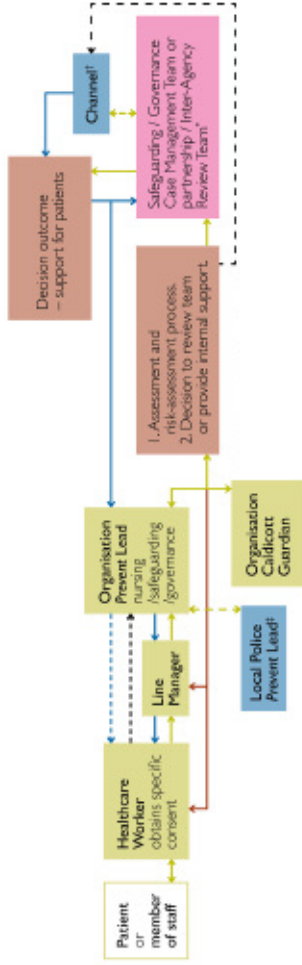 Patient
or
member
of staff
Healthcare
Worker
obtains specific
consent
Line
Manager
Organisation
Prevent Lead
nursing
/safeguarding
/governance
Local Police
Prevent Lead‡
Organisation
Caldicott
Guardian
1. Assessment and
risk-assessment process.
2. Decision to review team
or provide internal support.
Decision outcome
– support for patients
Channel†
Safeguarding / Governance
Case Management Team or
partnership / Inter-Agency
Review Team*